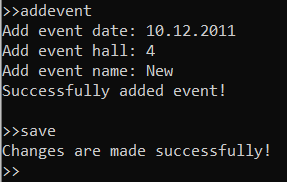 >>addevent
Add event date: 10.12.2011
Add event hall: 4
Add event name: New
Successfully added event!
>>save
Changes are made successfully!
>>